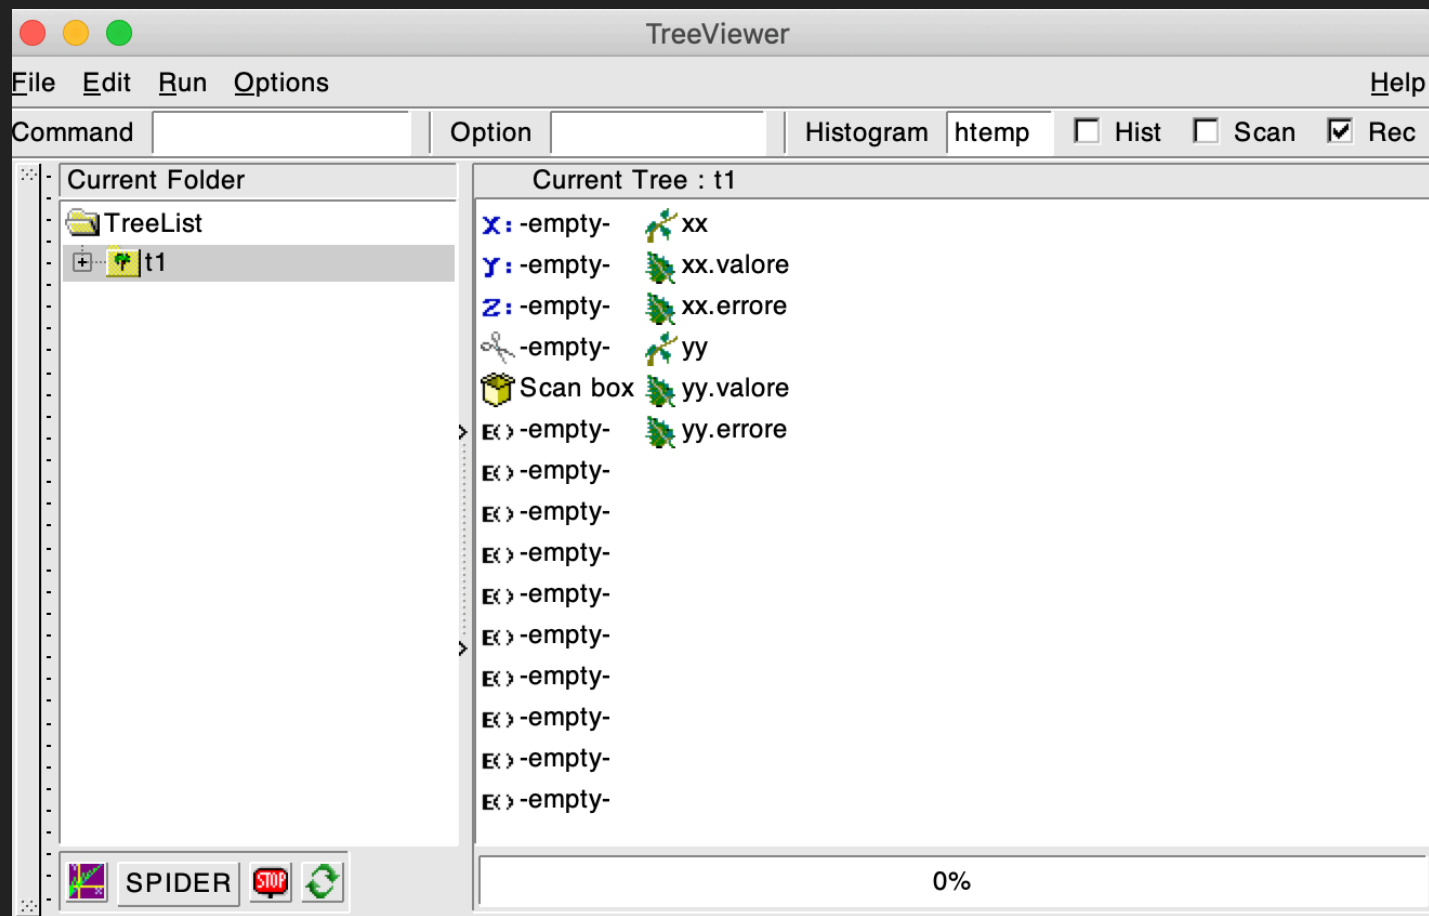 TreeViewer
File Edit Run Options Help
Command Option Histogram htemp Hist Scan Rec
Current Folder Current Tree : t1
TreeList X: -empty- xx
t1 Y: -empty- xx.valore
Z: -empty- xx.errore
-empty- yy
Scan box yy.valore
E() -empty- yy.errore
E() -empty-
E() -empty-
E() -empty-
E() -empty-
E() -empty-
E() -empty-
E() -empty-
E() -empty-
E() -empty-
SPIDER STOP 0%